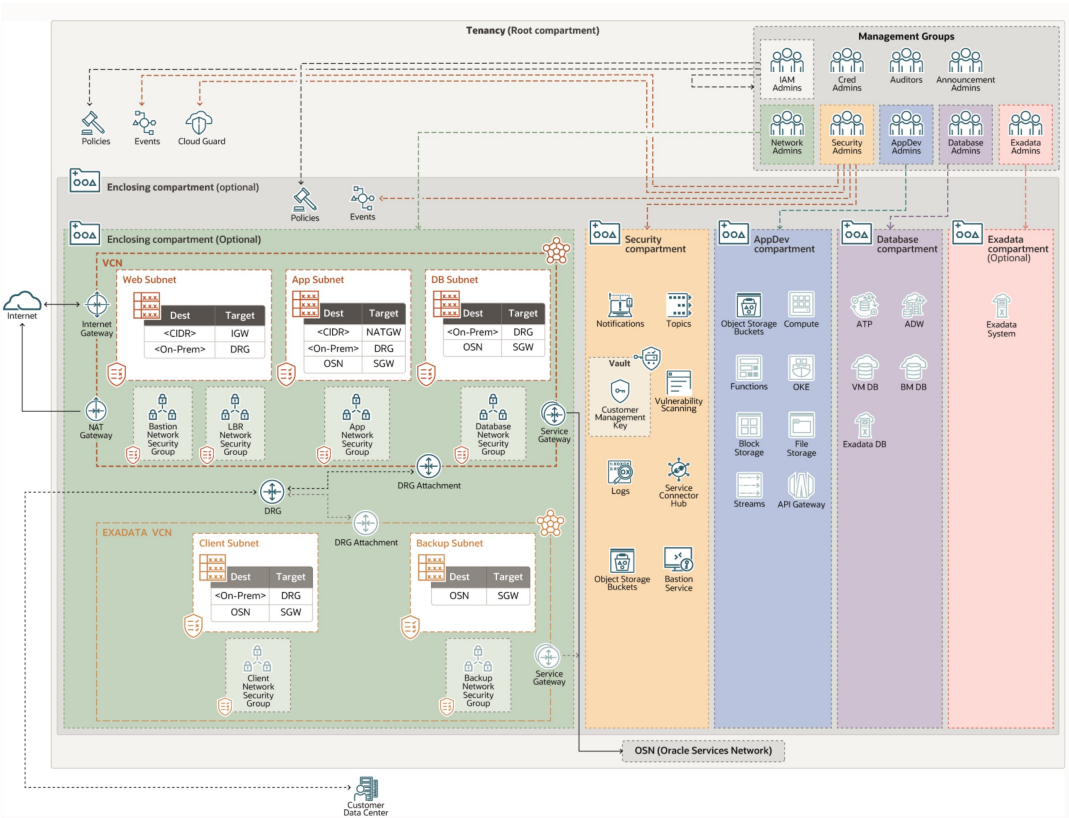 Tenancy (Root compartment)
Management Groups
IAM
Admins
Cred
Admins
Auditors
Announcement
Admins
Network
Admins
Security
Admins
AppDev
Admins
Database
Admins
Exadata
Admins
Policies
Events
Cloud Guard
Enclosing compartment (optional)
Policies
Events
Enclosing compartment (Optional)
VCN
Internet
Internet
Gateway
NAT
Gateway
Web Subnet
Dest Target
<CIDR> IGW
<On-Prem> DRG
App Subnet
Dest Target
<CIDR> NATGW
<On-Prem> DRG
OSN SGW
DB Subnet
Dest Target
<On-Prem> DRG
OSN SGW
Bastion
Network
Security
Group
LBR
Network
Security
Group
App
Network
Security
Group
Database
Network
Security
Group
Service
Gateway
DRG Attachment
DRG
DRG Attachment
EXADATA VCN
Client Subnet
Dest Target
<On-Prem> DRG
OSN SGW
Backup Subnet
Dest Target
OSN SGW
Client
Network
Security
Group
Backup
Network
Security
Group
Service
Gateway
Security
compartment
Notifications
Topics
Vault
Customer
Management
Key
Vulnerability
Scanning
Logs
Service
Connector
Hub
Object Storage
Buckets
Bastion
Service
AppDev
compartment
Object Storage
Buckets
Compute
Functions
OKE
Block
Storage
File
Storage
Streams
API Gateway
Database
compartment
ATP
ADW
VM DB
BM DB
Exadata DB
Exadata
compartment
(Optional)
Exadata
System
OSN (Oracle Services Network)
Customer
Data Center